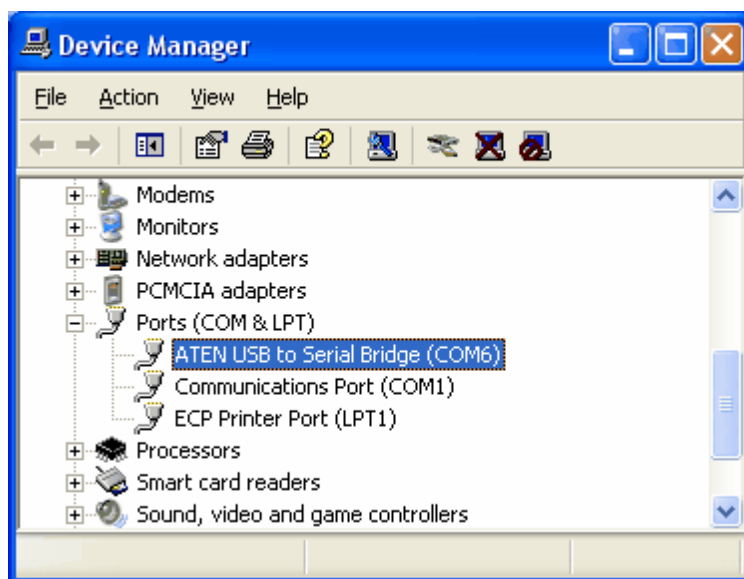 Device Manager
File Action View Help
Modems
Monitors
Network adapters
PCMCIA adapters
Ports (COM & LPT)
ATEN USB to Serial Bridge (COM6)
Communications Port (COM1)
ECP Printer Port (LPT1)
Processors
Smart card readers
Sound, video and game controllers